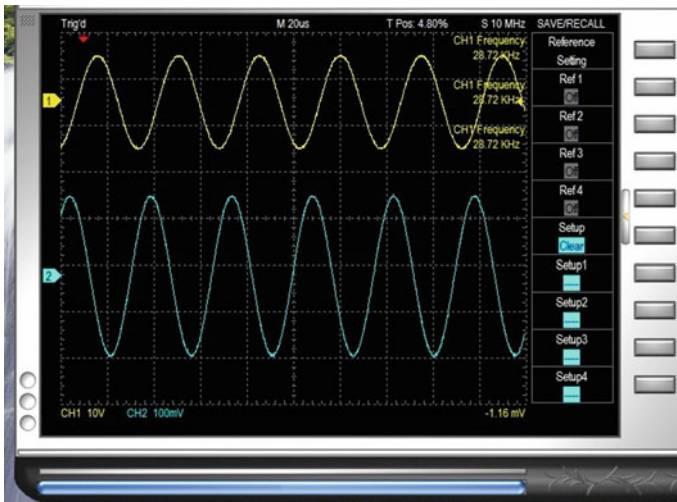 Trig'd M 20us T Pos: 4.80% S 10 MHz SAVE/RECALL
CH1 Frequency
28.72 KHz
CH1 Frequency
28.72 KHz
CH1 Frequency
28.72 KHz
1
2
CH1 10V CH2 100mV -1.16 mV
Reference
Setting
Ref 1
Off
Ref 2
Off
Ref 3
Off
Ref 4
Off
Setup
Clear
Setup1
Setup2
Setup3
Setup4